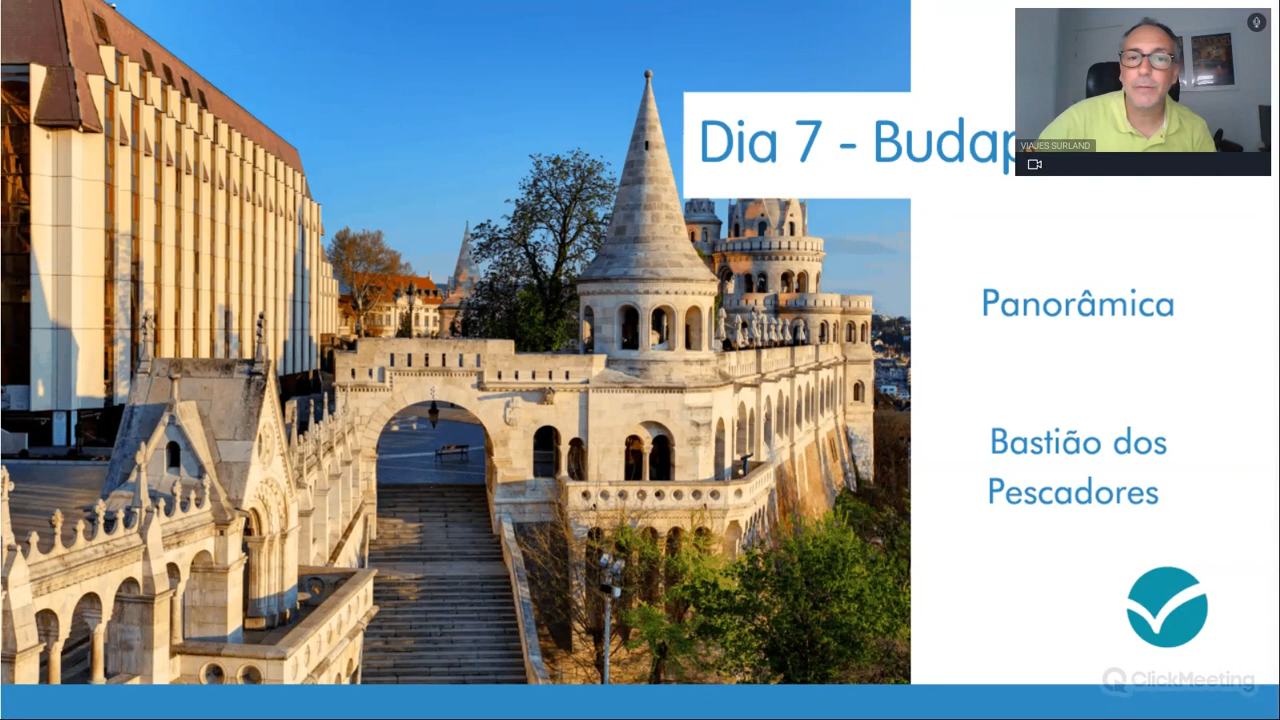 Dia 7 - Budap
VIAJES SURLAND
Panorâmica
Bastião dos
Pescadores
ClickMeeting